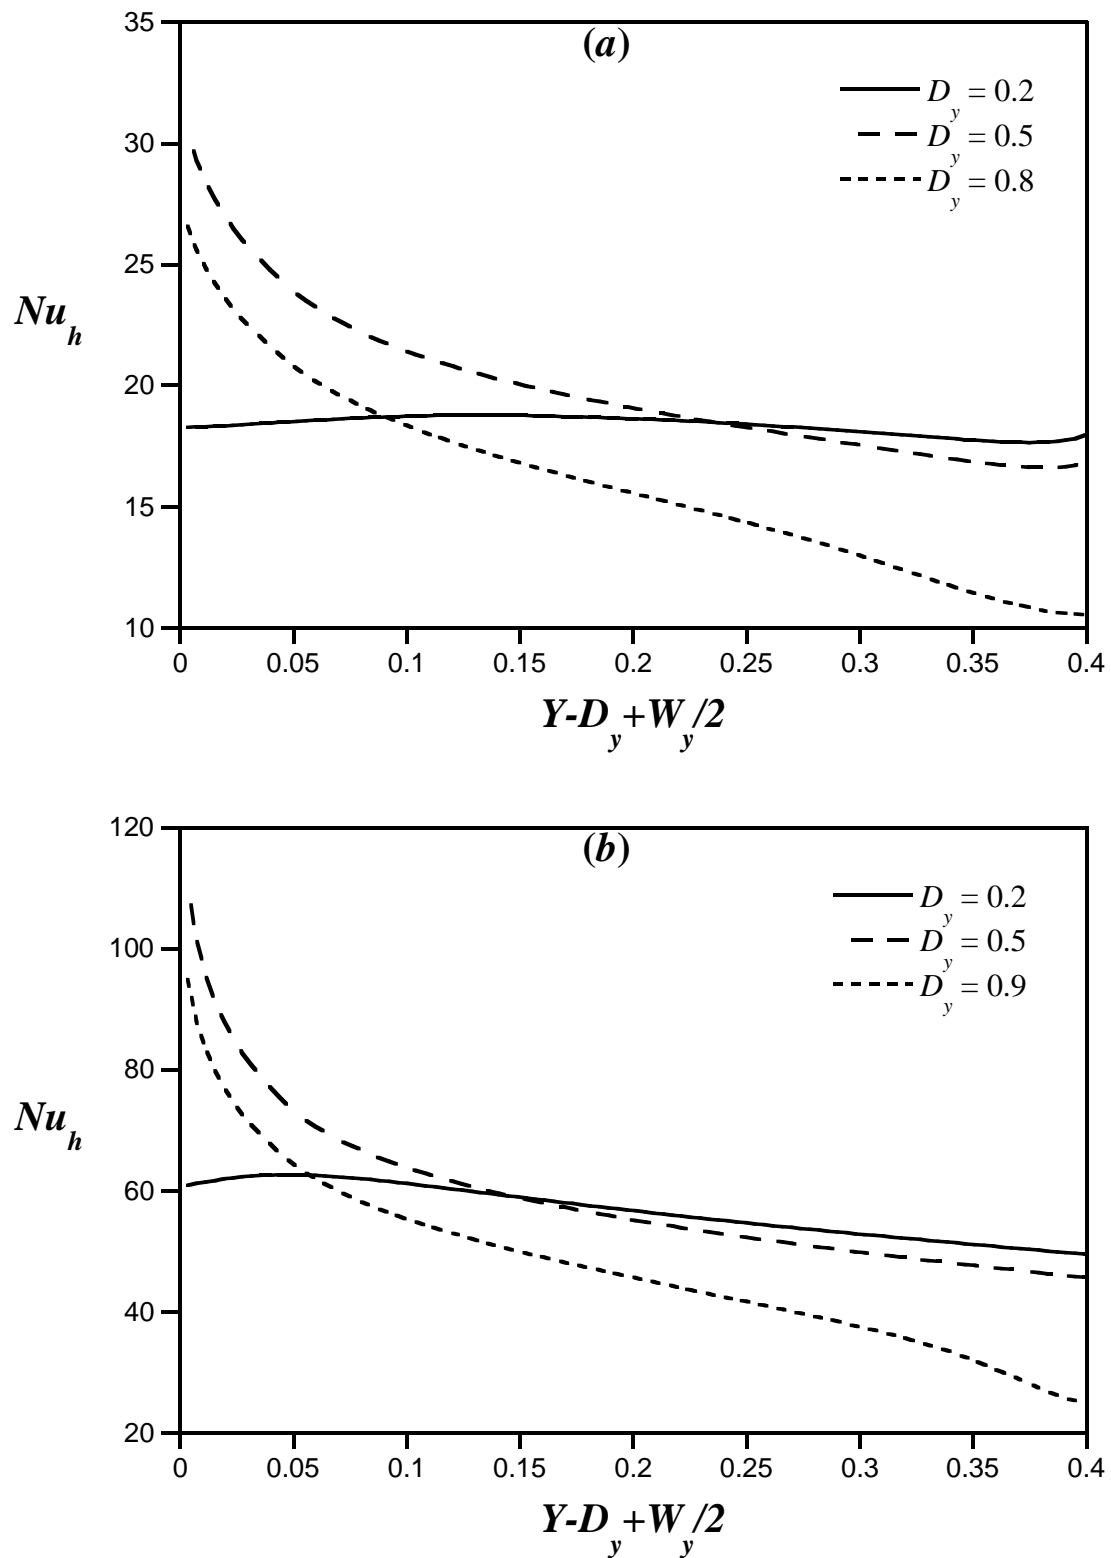 35
(a)
D_y = 0.2
30
D_y = 0.5
D_y = 0.8
25
Nu_h
20
15
10
0 0.05 0.1 0.15 0.2 0.25 0.3 0.35 0.4
Y-D_y+W_y/2
120
(b)
D_y = 0.2
100
D_y = 0.5
D_y = 0.9
80
Nu_h
60
40
20
0 0.05 0.1 0.15 0.2 0.25 0.3 0.35 0.4
Y-D_y+W_y/2